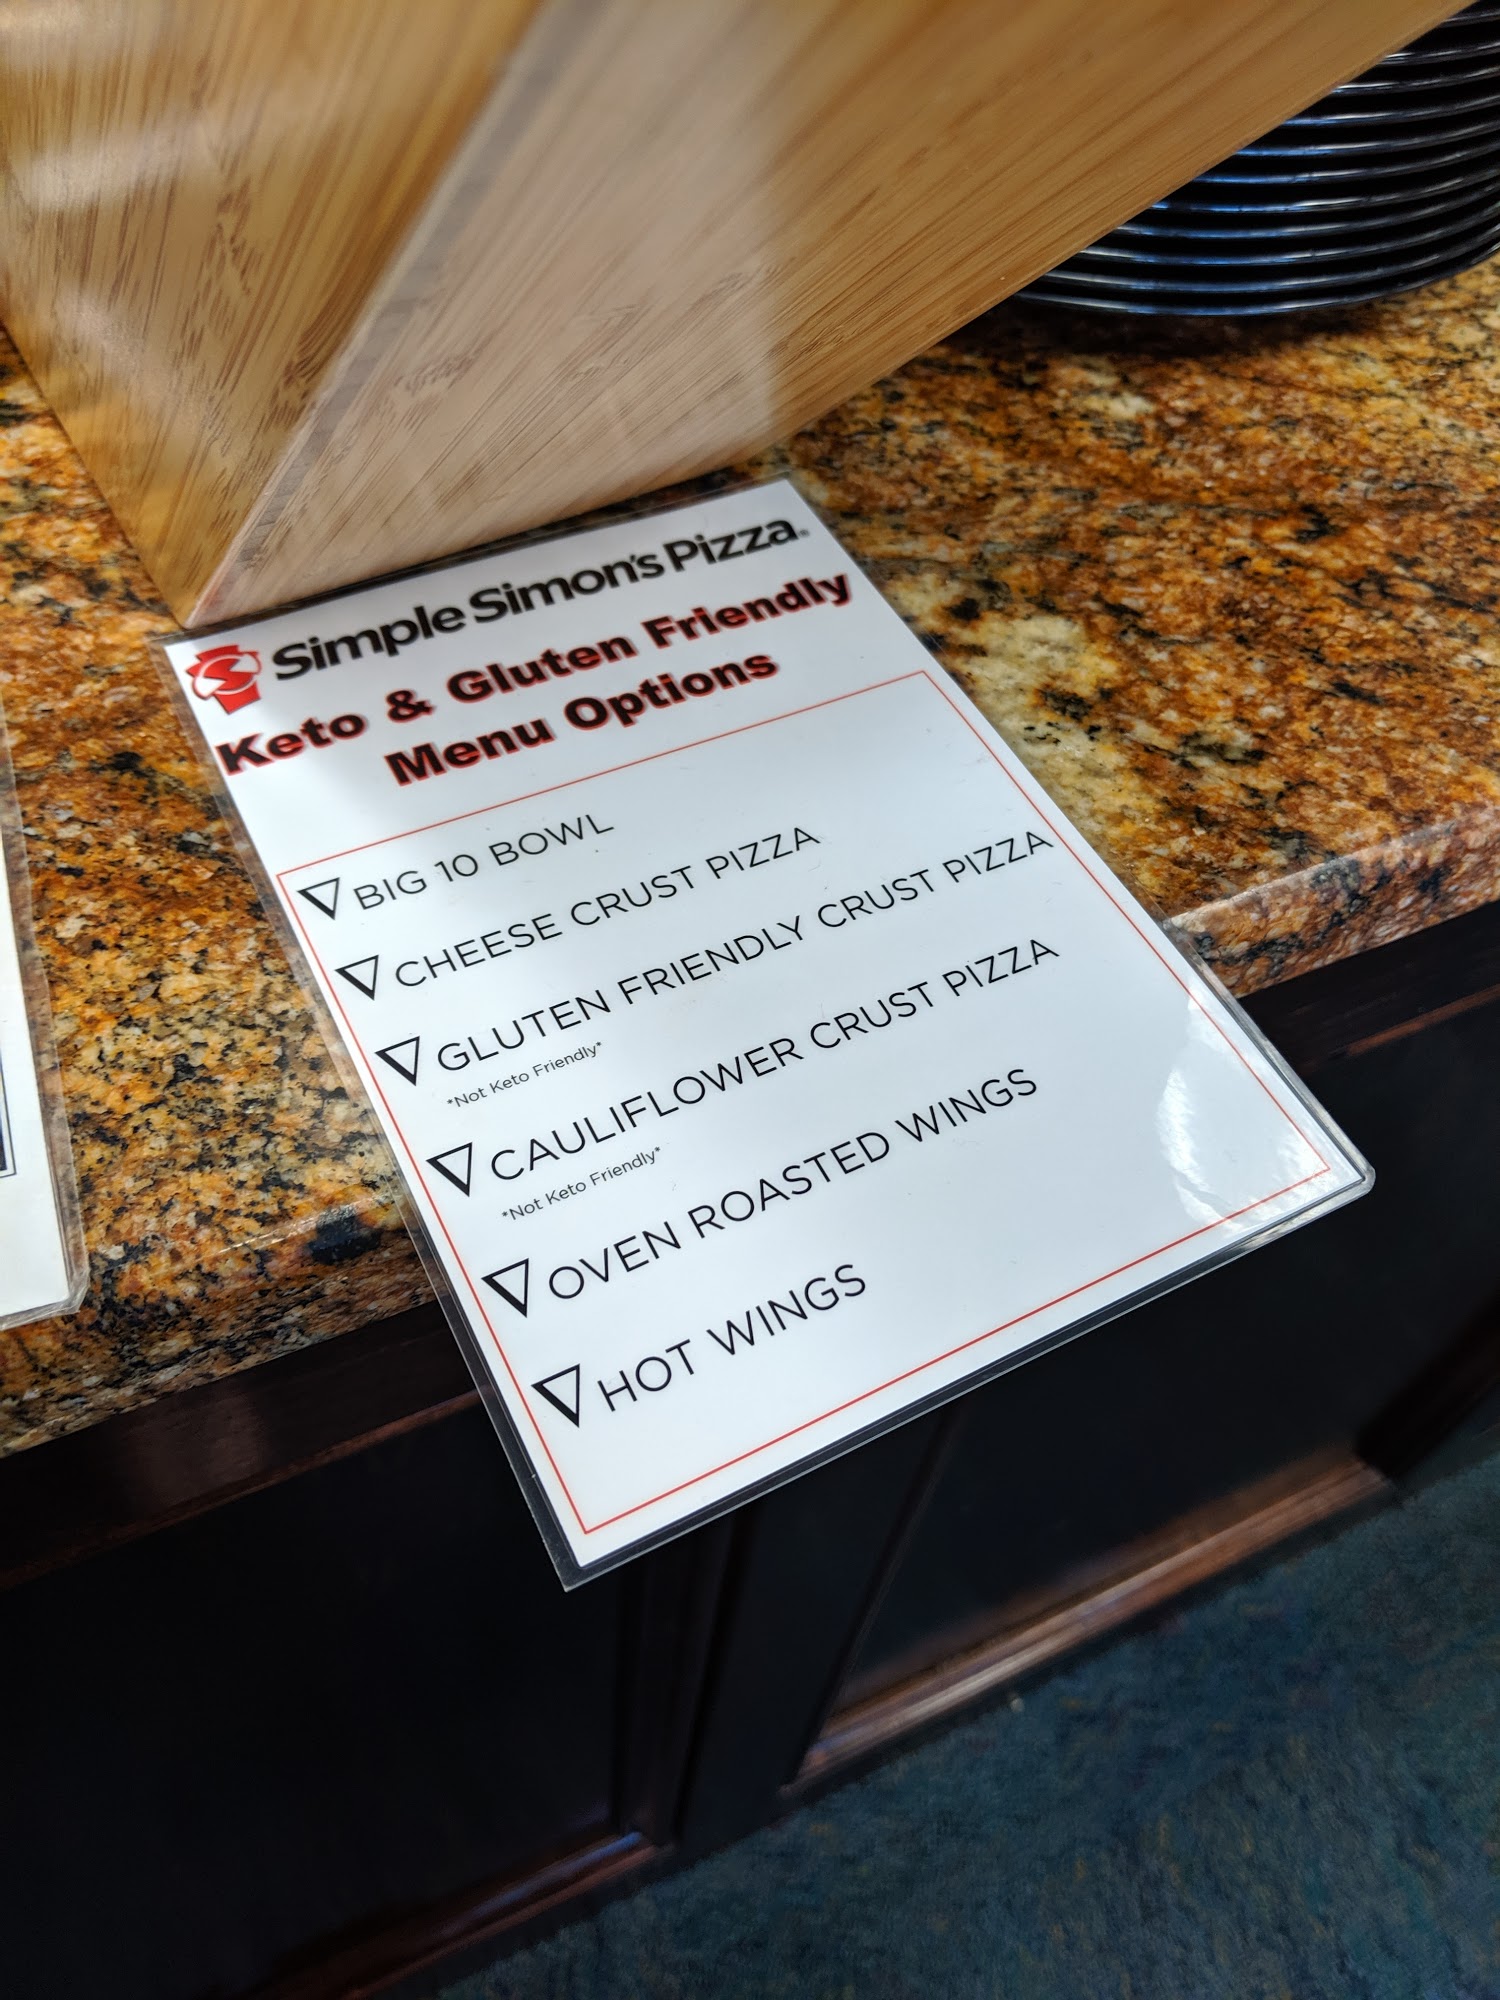 Simple Simon's Pizza®
Keto & Gluten Friendly
Menu Options
BIG 10 BOWL
CHEESE CRUST PIZZA
GLUTEN FRIENDLY CRUST PIZZA
*Not Keto Friendly*
CAULIFLOWER CRUST PIZZA
*Not Keto Friendly*
OVEN ROASTED WINGS
HOT WINGS